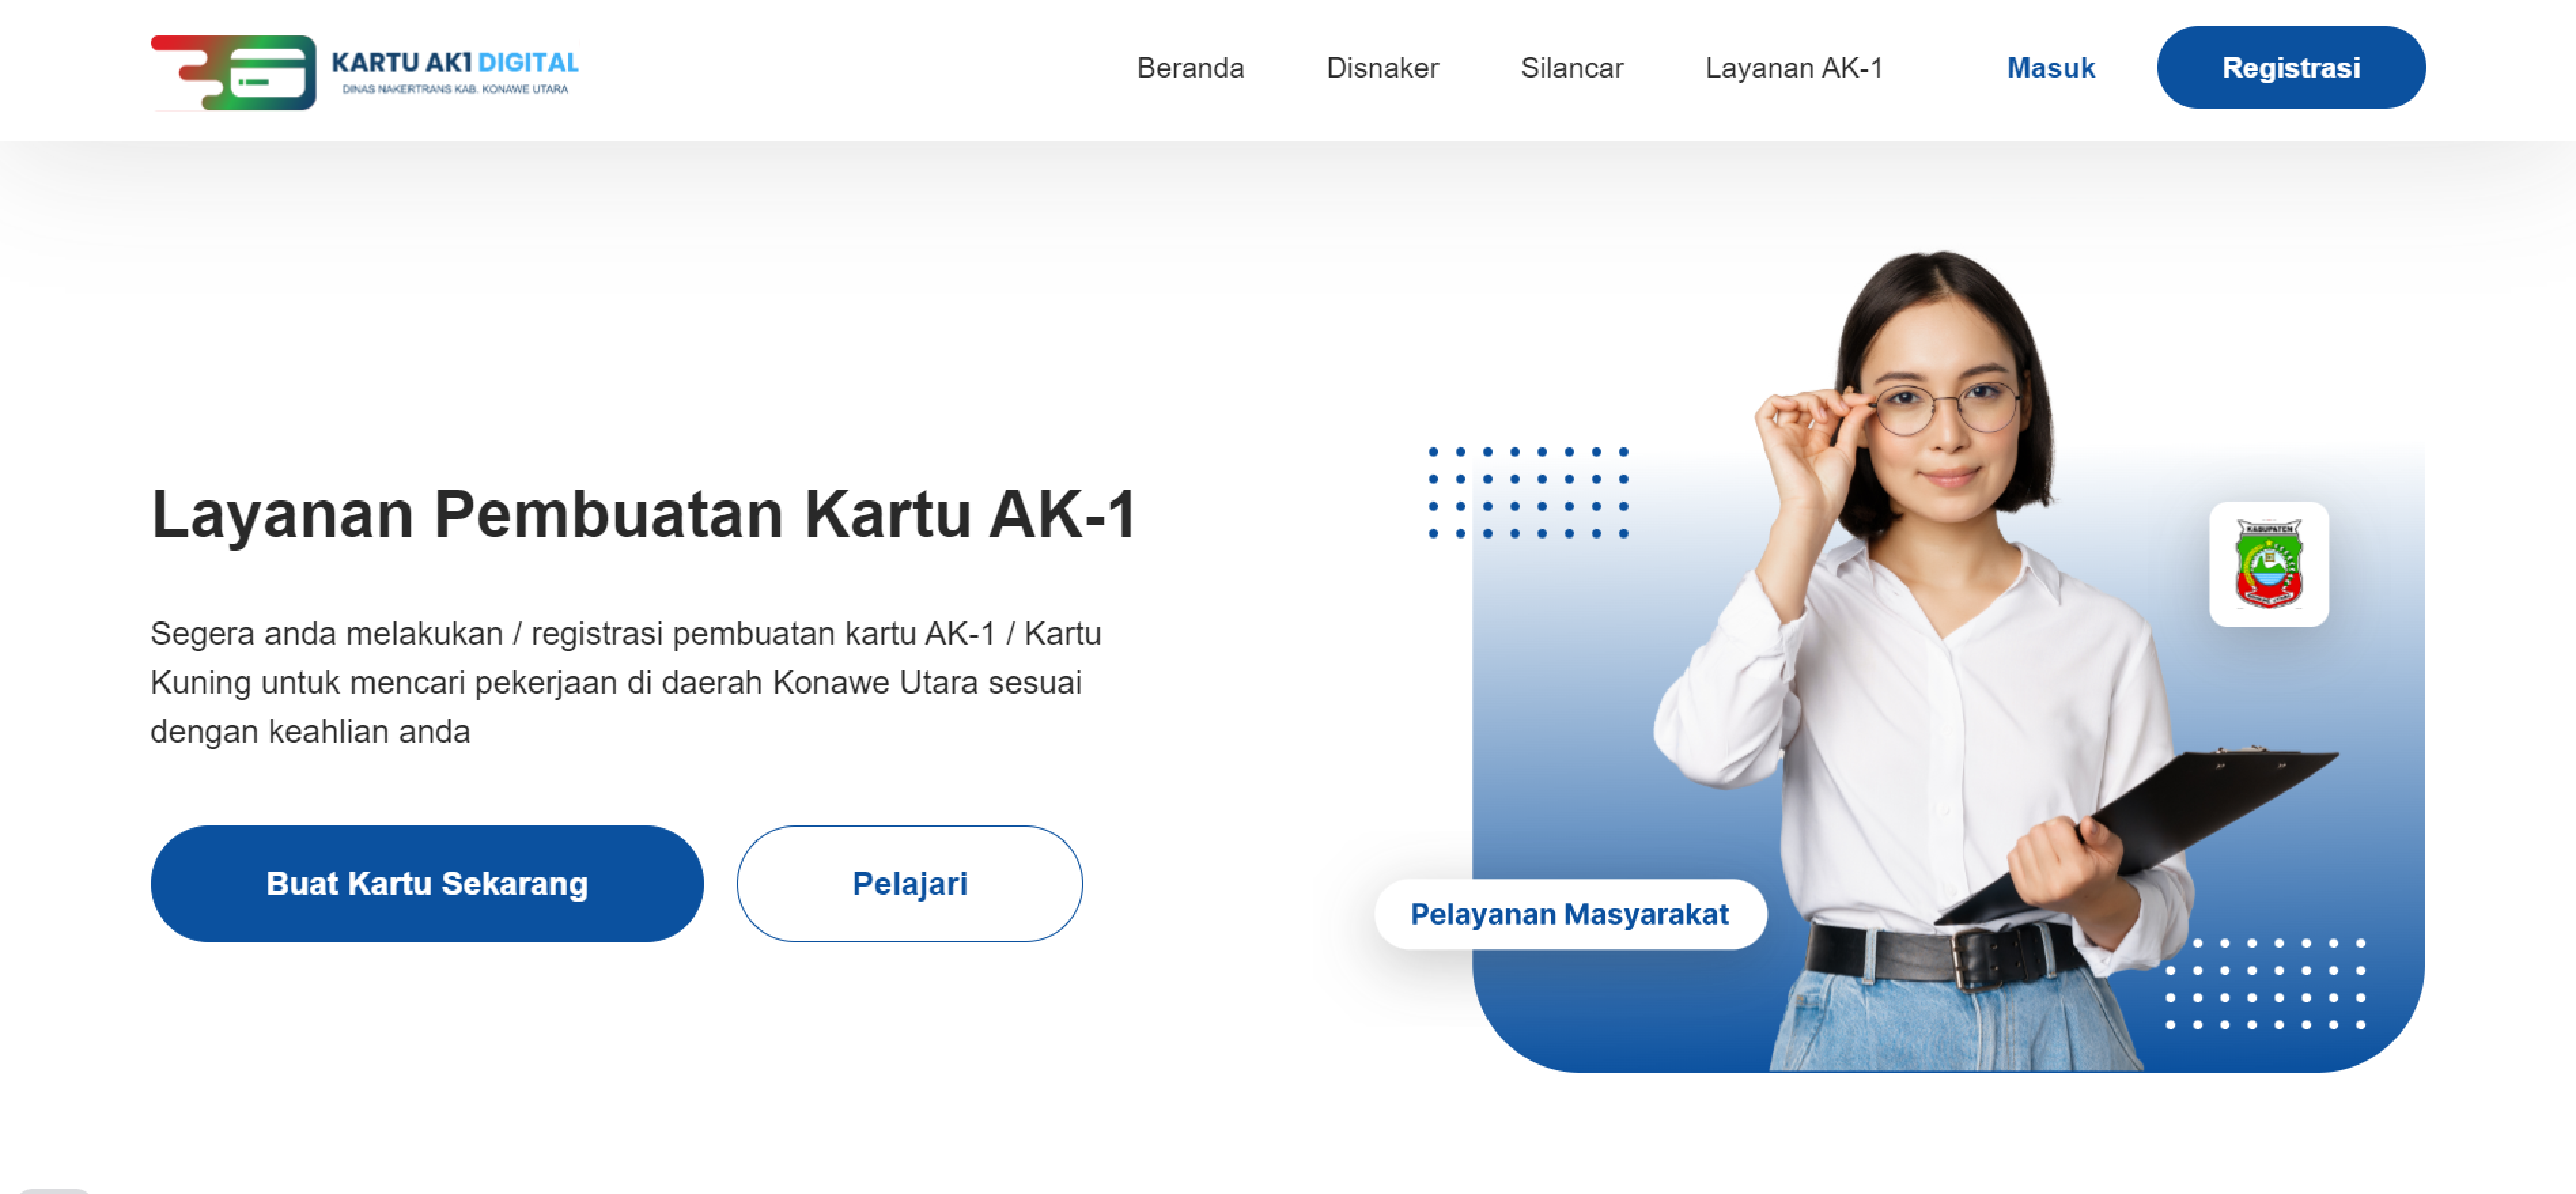 KARTU AK1 DIGITAL
DINAS NAKERTRANS KAB. KONAWE UTARA
Beranda
Disnaker
Silancar
Layanan AK-1
Masuk
Registrasi
Layanan Pembuatan Kartu AK-1
Segera anda melakukan / registrasi pembuatan kartu AK-1 / Kartu
Kuning untuk mencari pekerjaan di daerah Konawe Utara sesuai
dengan keahlian anda
Buat Kartu Sekarang
Pelajari
KABUPATEN
Pelayanan Masyarakat